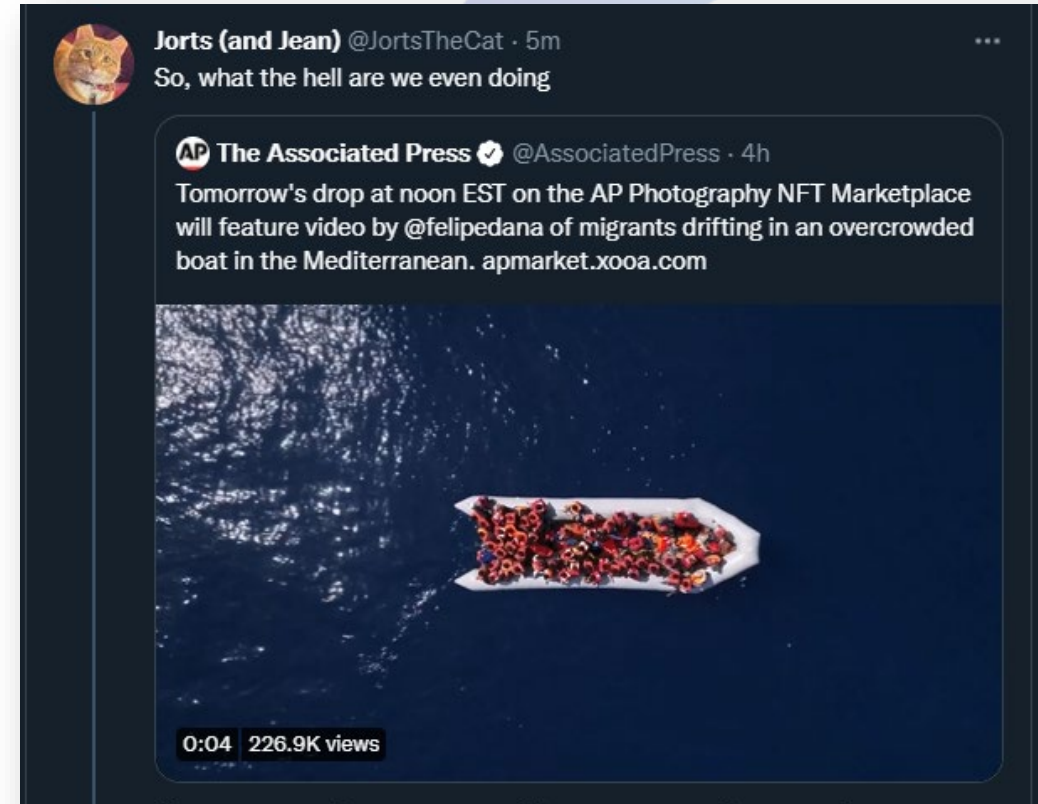 Jorts (and Jean) @JortsTheCat · 5m
So, what the hell are we even doing
AP The Associated Press @AssociatedPress · 4h
Tomorrow's drop at noon EST on the AP Photography NFT Marketplace
will feature video by @felipedana of migrants drifting in an overcrowded
boat in the Mediterranean. apmarket.xooa.com
0:04 226.9K views